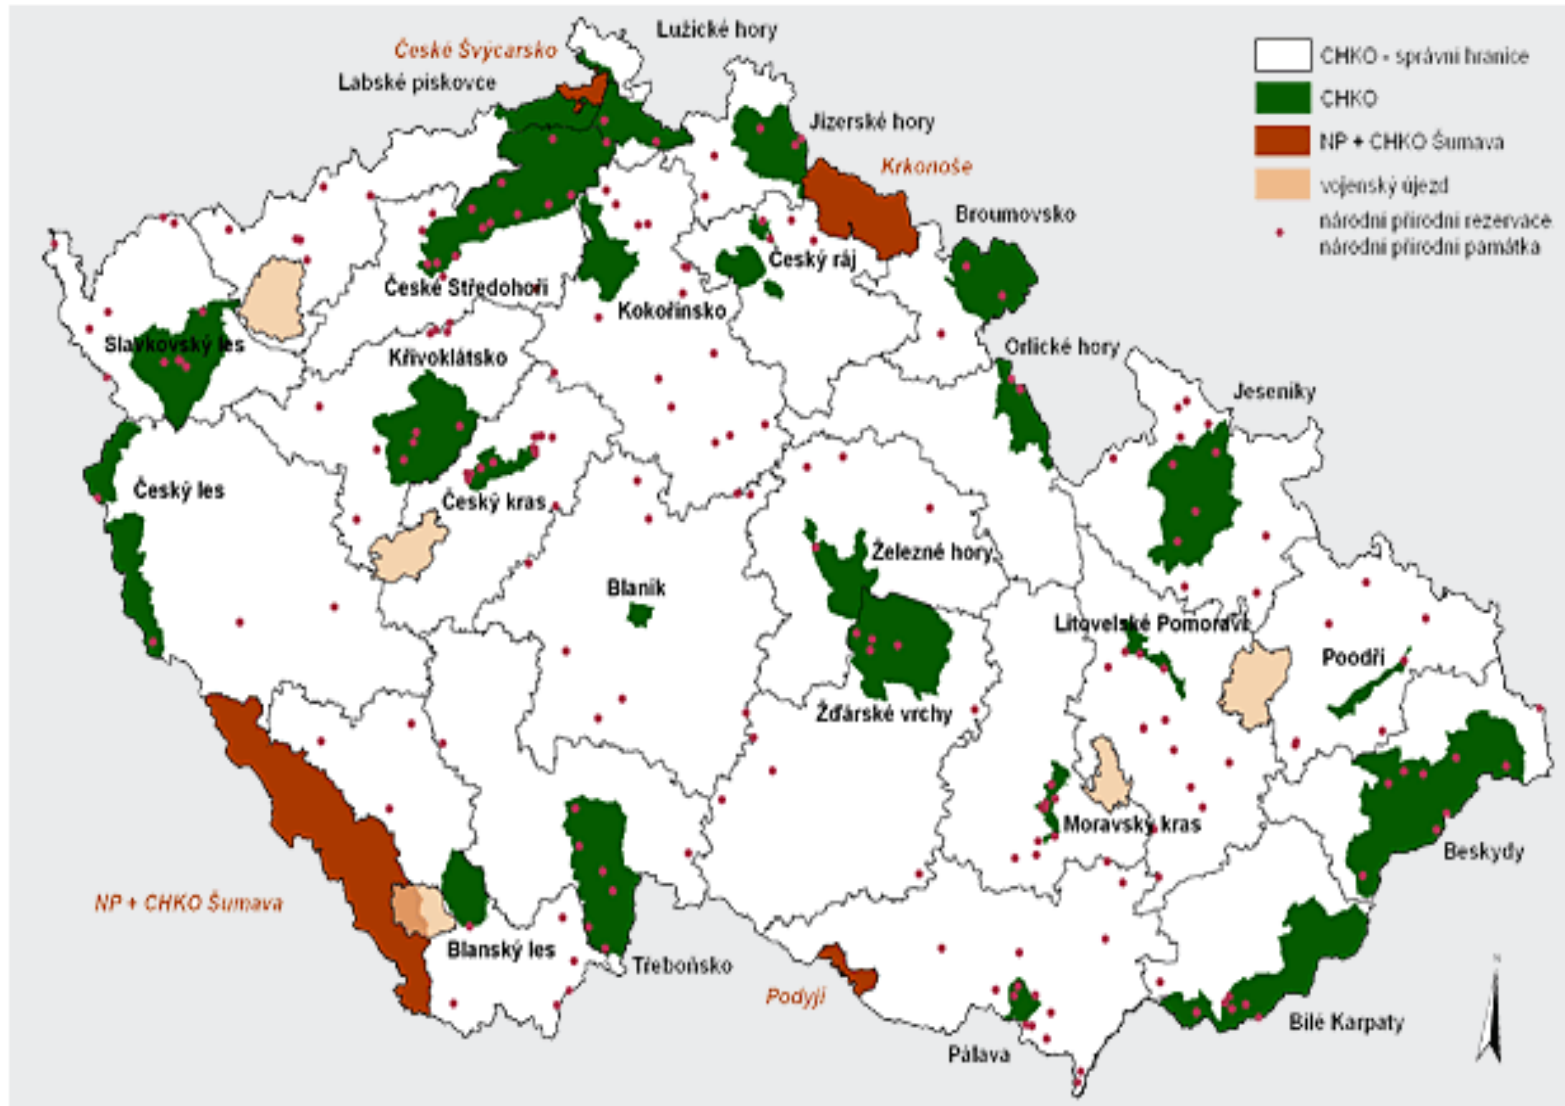 Lužické hory
České Švýcarsko
Labské pískovce
CHKO - správní hranice
CHKO
NP + CHKO Šumava
vojenský újezd
národní přírodní rezervace
národní přírodní památka
Jizerské hory
Krkonoše
Broumovsko
Český ráj
České Středohoří
Kokořínsko
Slavkovský les
Křivoklátsko
Orlické hory
Jeseníky
Český les
Český kras
Železné hory
Blaník
Litovelské Pomoraví
Poodří
Žďárské vrchy
Moravský kras
Beskydy
NP + CHKO Šumava
Blanský les
Třeboňsko
Podyjí
Bílé Karpaty
Pálava
N